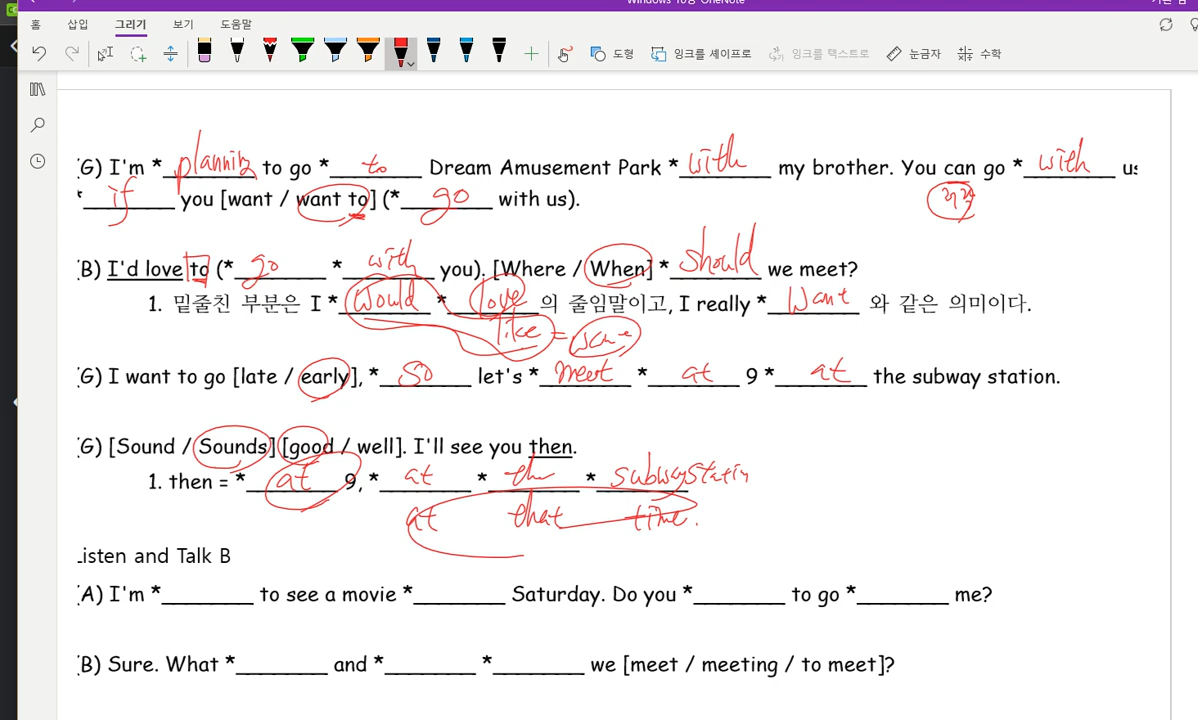 Windows 10용 OneNote
홈 삽입 그리기 보기 도움말
도형 잉크를 셰이프로 잉크를 텍스트로 눈금자 수학
G) I'm * planning to go * to Dream Amusement Park * with my brother. You can go * with us
* if you [want / want to] (* go with us).
B) I'd love to (* go * with you). [Where / When] * should we meet?
1. 밑줄친 부분은 I * would * love 의 줄임말이고, I really * want 와 같은 의미이다.
like =
G) I want to go [late / early], * so let's * meet * at 9 * at the subway station.
G) [Sound / Sounds] [good / well]. I'll see you then.
1. then = * at 9, * at * the * subway station
at that time.
Listen and Talk B
A) I'm * ________ to see a movie * ________ Saturday. Do you * ________ to go * ________ me?
B) Sure. What * ________ and * ________ * ________ we [meet / meeting / to meet]?